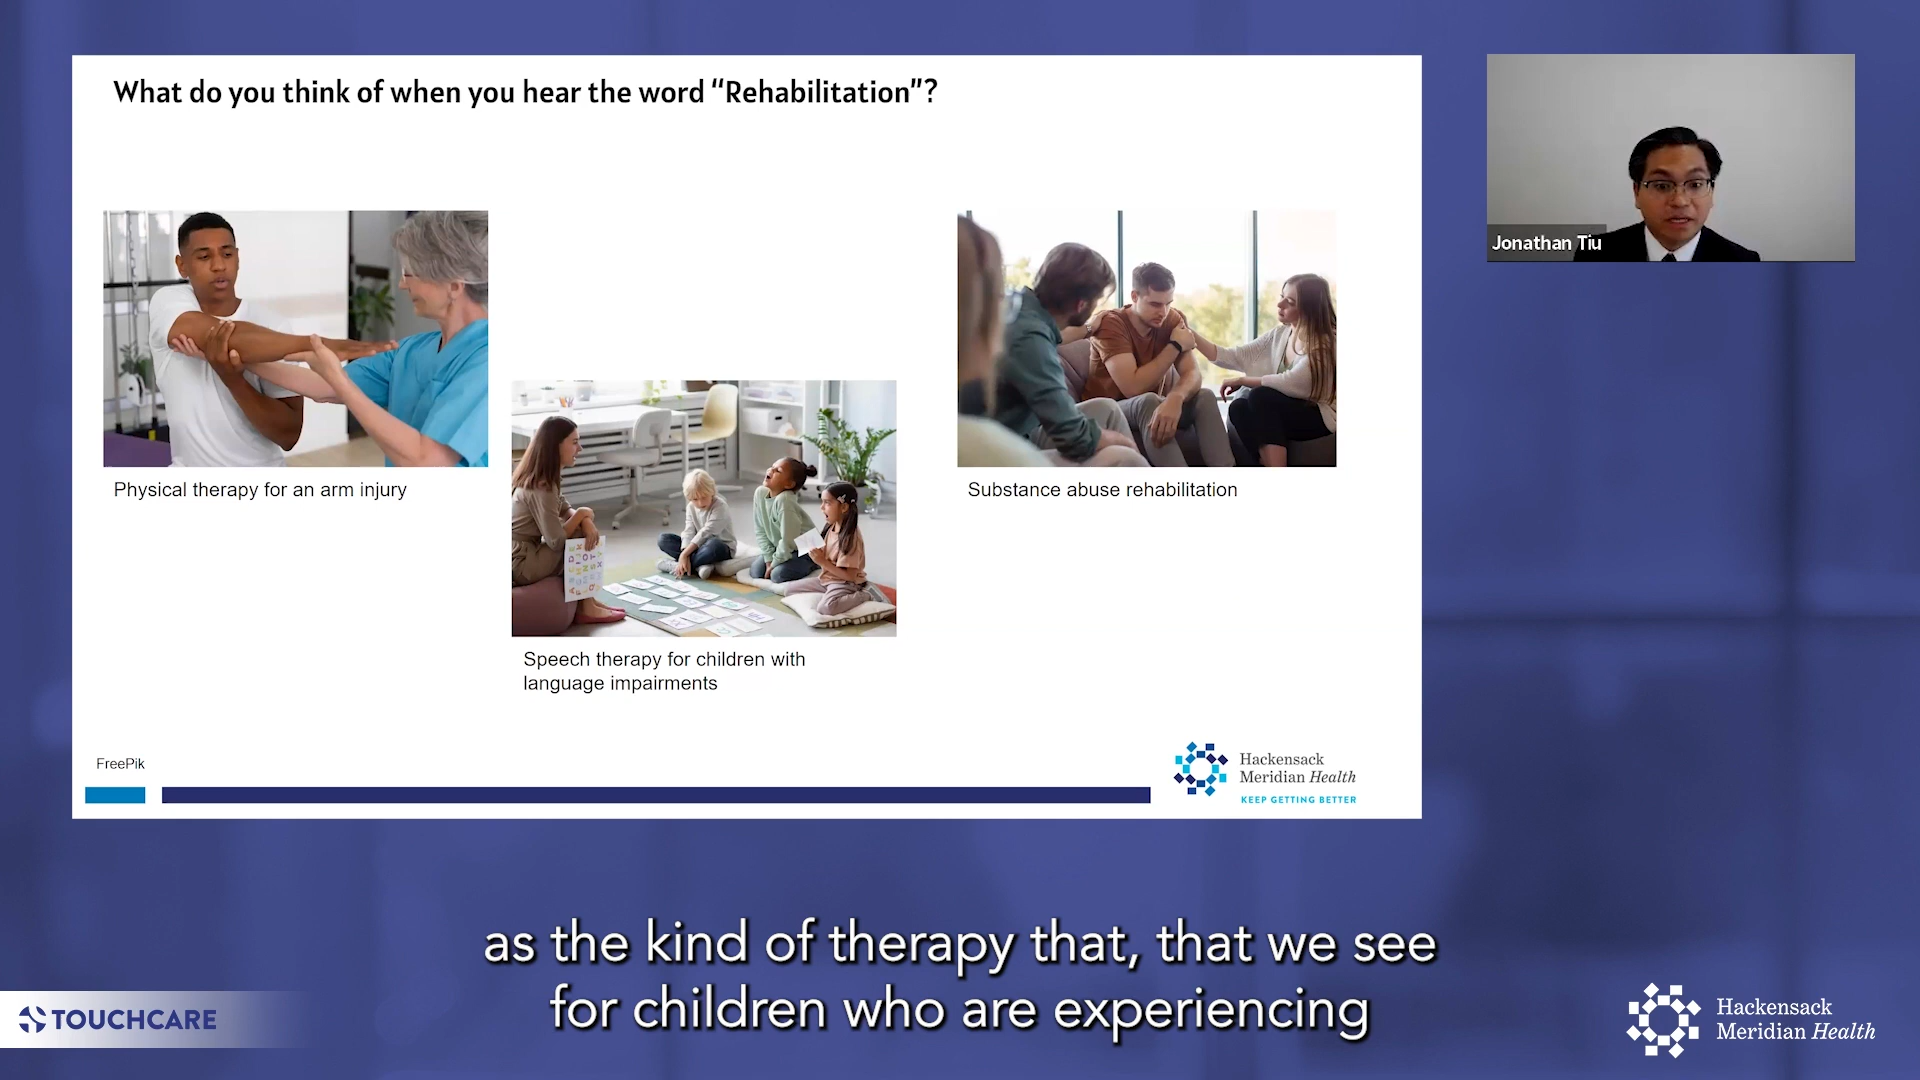 What do you think of when you hear the word “Rehabilitation”?
Jonathan Tiu
Physical therapy for an arm injury
Substance abuse rehabilitation
Speech therapy for children with
language impairments
FreePik
Hackensack
Meridian Health
KEEP GETTING BETTER
as the kind of therapy that, that we see
for children who are experiencing
TOUCHCARE
Hackensack
Meridian Health